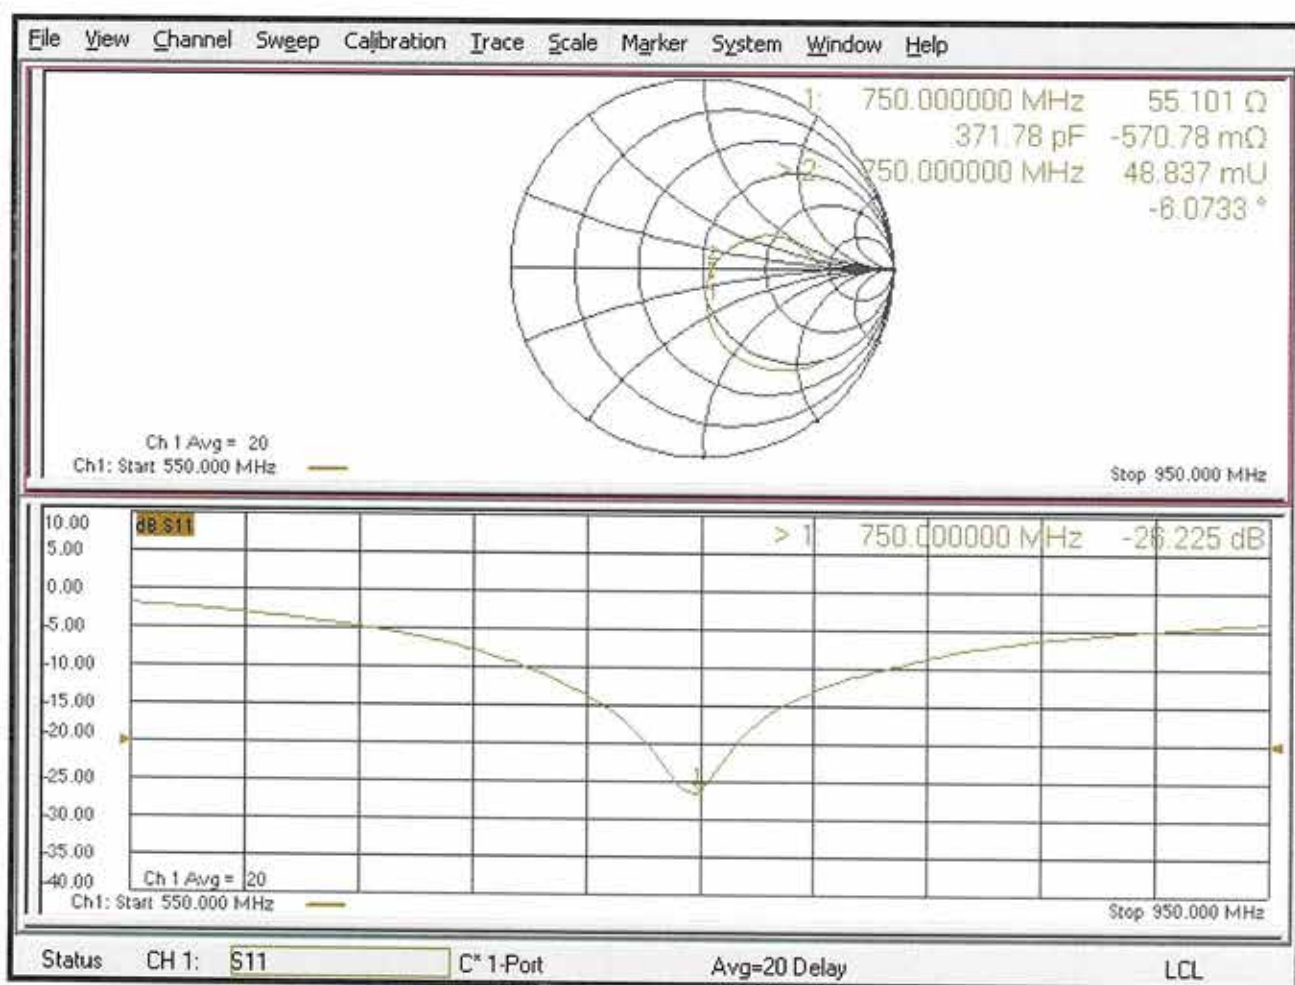 File View Channel Sweep Calibration Trace Scale Marker System Window Help
1: 750.000000 MHz 55.101 Ω
371.78 pF -570.78 mΩ
> 2: 750.000000 MHz 48.837 mU
-6.0733 °
Ch 1 Avg = 20
Ch1: Start 550.000 MHz
Stop 950.000 MHz
10.00
dB S11
> 1: 750.000000 MHz -26.225 dB
5.00
0.00
-5.00
-10.00
-15.00
-20.00
-25.00
1
-30.00
-35.00
-40.00
Ch 1 Avg = 20
Ch1: Start 550.000 MHz
Stop 950.000 MHz
Status CH 1: S11 C* 1-Port Avg=20 Delay LCL